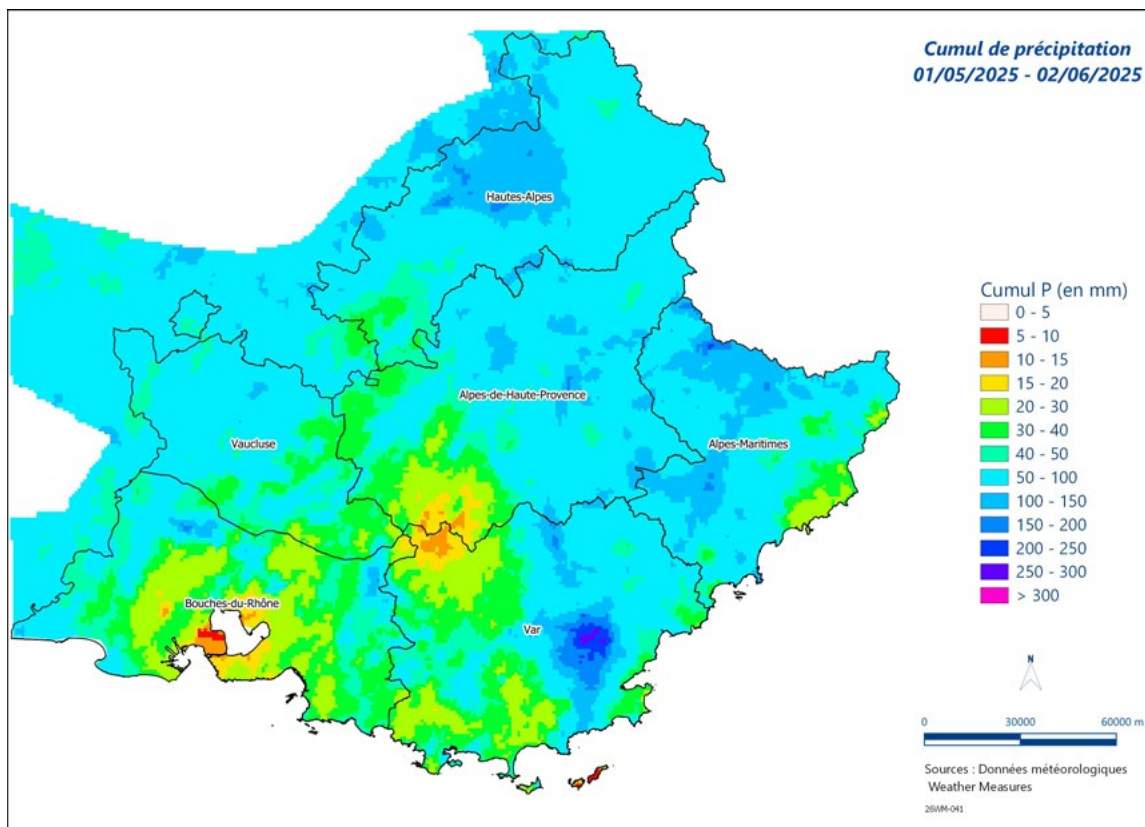 Cumul de précipitation
01/05/2025 - 02/06/2025
Hautes-Alpes
Alpes-de-Haute-Provence
Vaucluse
Alpes-Maritimes
Bouches-du-Rhône
Var
Cumul P (en mm)
0 - 5
5 - 10
10 - 15
15 - 20
20 - 30
30 - 40
40 - 50
50 - 100
100 - 150
150 - 200
200 - 250
250 - 300
> 300
N
0 30000 60000 m
Sources : Données météorologiques
Weather Measures
26WM-041